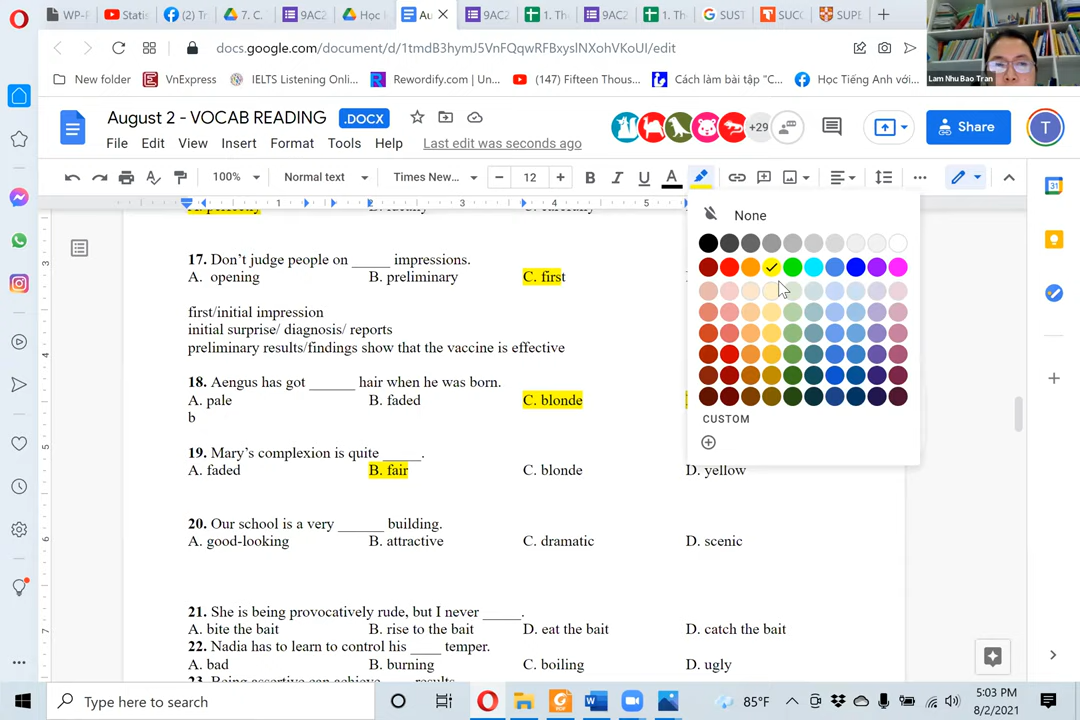 WP-F
Statis
(2) Tr
7. C.
9AC2
Học l
Au
9AC2
1. Th
9AC2
1. Th
SUST
SUCC
SUPE
docs.google.com/document/d/1tmdB3hymJ5VnFQqwRFBxyslNXohVKoUI/edit
Lam Nhu Bao Tran
New folder
VnExpress
IELTS Listening Onli...
Rewordify.com | Un...
(147) Fifteen Thous...
Cách làm bài tập "C...
Học Tiếng Anh với...
August 2 - VOCAB READING .DOCX
+29
Share
T
File Edit View Insert Format Tools Help Last edit was seconds ago
100% Normal text Times New... 12 B I U A
1 2 3 4 5
None
CUSTOM
17. Don't judge people on _____ impressions.
A. opening B. preliminary C. first
first/initial impression
initial surprise/ diagnosis/ reports
preliminary results/findings show that the vaccine is effective
18. Aengus has got ______ hair when he was born.
A. pale B. faded C. blonde
b
19. Mary's complexion is quite _____.
A. faded B. fair C. blonde D. yellow
20. Our school is a very ______ building.
A. good-looking B. attractive C. dramatic D. scenic
21. She is being provocatively rude, but I never _____.
A. bite the bait B. rise to the bait D. eat the bait D. catch the bait
22. Nadia has to learn to control his ____ temper.
A. bad B. burning C. boiling D. ugly
Type here to search
85°F
5:03 PM
8/2/2021